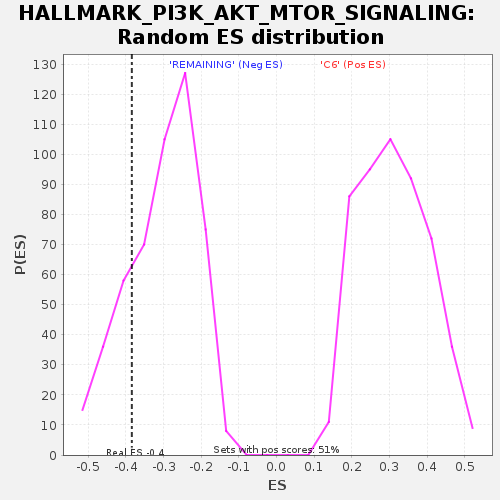 HALLMARK_PI3K_AKT_MTOR_SIGNALING:
Random ES distribution
'REMAINING' (Neg ES) 'C6' (Pos ES)
130
120
110
100
90
80
70
60
50
40
30
20
10
0
P(ES)
Real ES -0.4
Sets with pos scores: 51%
-0.5 -0.4 -0.3 -0.2 -0.1 0.0 0.1 0.2 0.3 0.4 0.5
ES